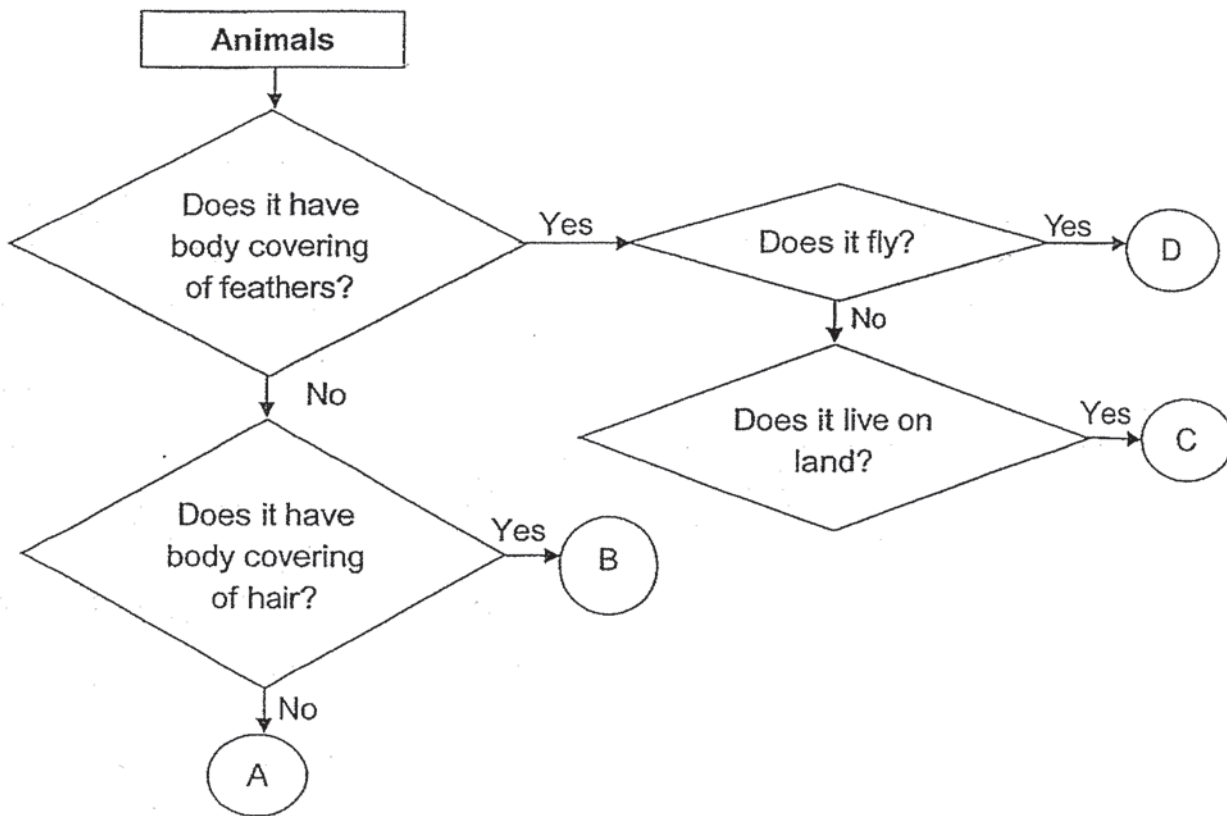 Animals
Does it have
body covering
of feathers?
Yes
Does it fly?
Yes
D
No
No
Does it live on
land?
Yes
C
Does it have
body covering
of hair?
Yes
B
No
A